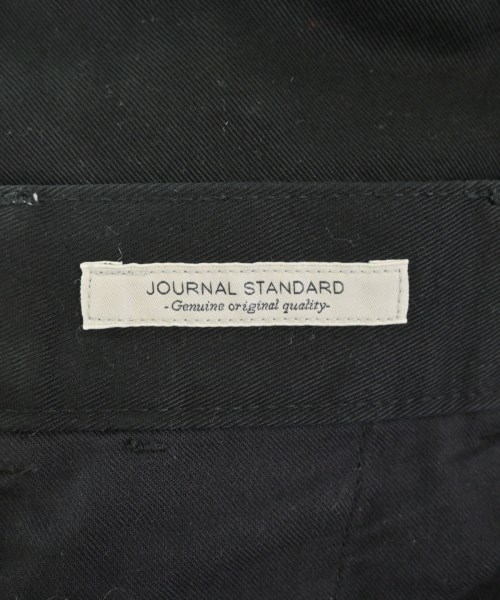 JOURNAL STANDARD
-Genuine original quality-